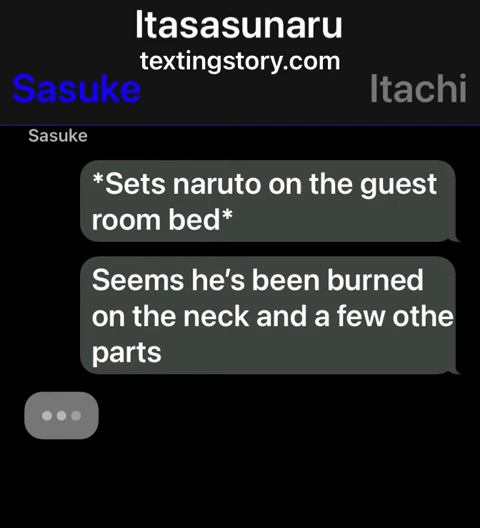 Itasasunaru
textingstory.com
Sasuke
Itachi
Sasuke
*Sets naruto on the guest
room bed*
Seems he's been burned
on the neck and a few othe
parts